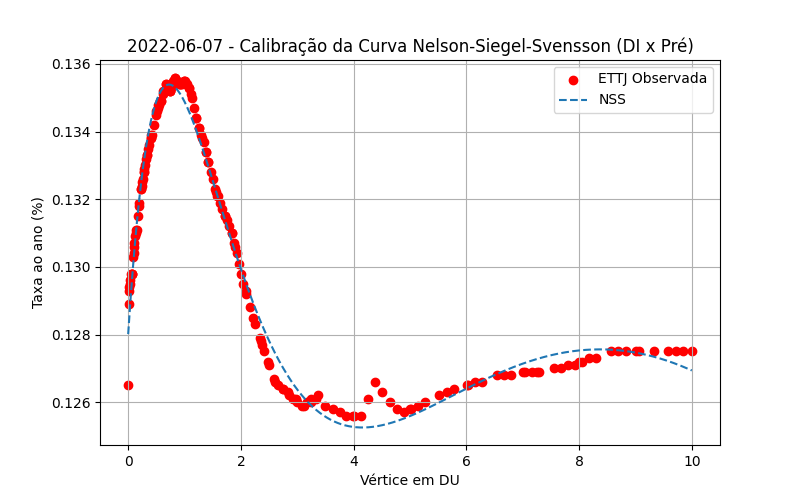 2022-06-07 - Calibração da Curva Nelson-Siegel-Svensson (DI x Pré)
ETTJ Observada
NSS
Taxa ao ano (%)
0.136
0.134
0.132
0.130
0.128
0.126
0
2
4
6
8
10
Vértice em DU